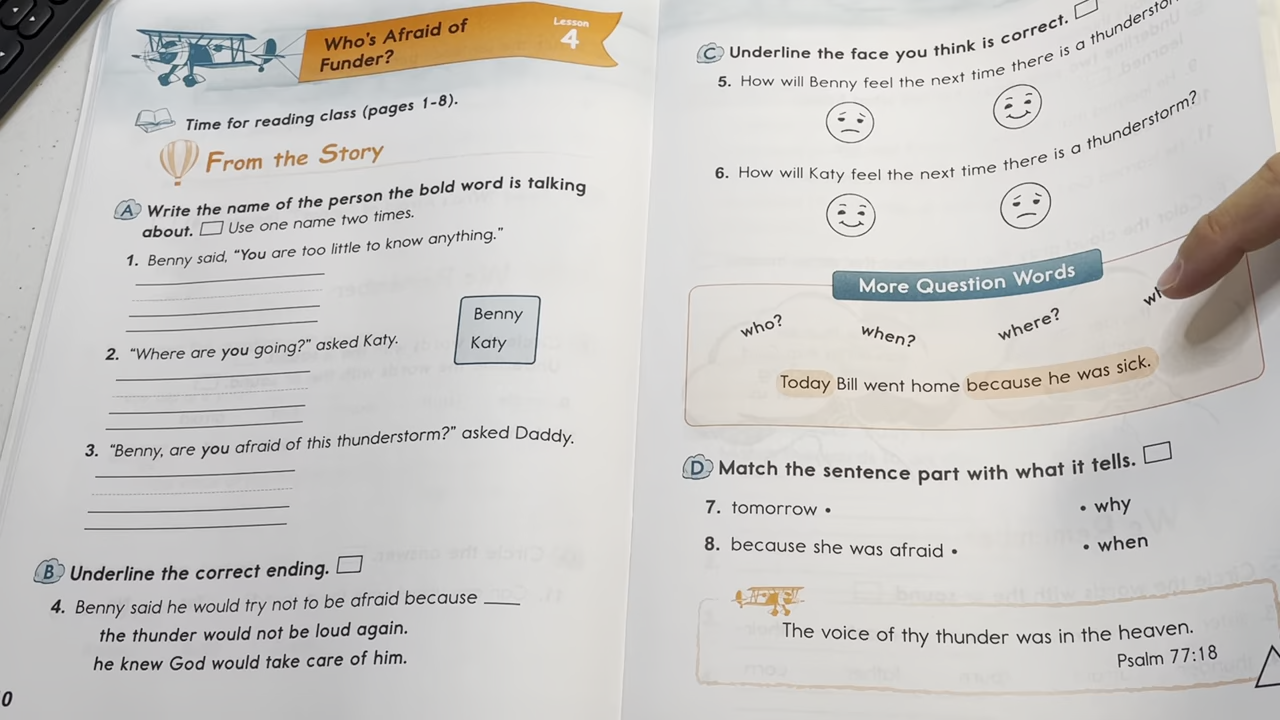 Who's Afraid of
Funder?
Lesson
4
Time for reading class (pages 1-8).
From the Story
A Write the name of the person the bold word is talking
about. Use one name two times.
1. Benny said, "You are too little to know anything."
Benny
Katy
2. "Where are you going?" asked Katy.
3. "Benny, are you afraid of this thunderstorm?" asked Daddy.
B Underline the correct ending.
4. Benny said he would try not to be afraid because ___
the thunder would not be loud again.
he knew God would take care of him.
0
C Underline the face you think is correct.
5. How will Benny feel the next time there is a
6. How will Katy feel the next time there is a thunderstorm?
More Question Words
who?
when?
where?
Today Bill went home because he was sick.
D Match the sentence part with what it tells.
7. tomorrow •
• why
8. because she was afraid •
• when
The voice of thy thunder was in the heaven.
Psalm 77:18